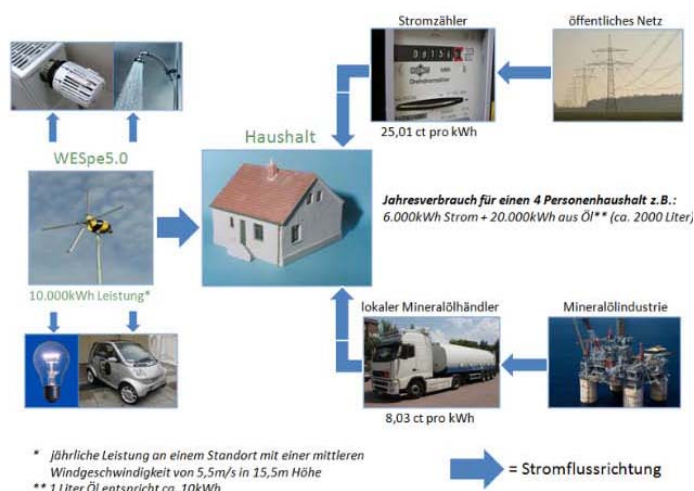 Stromzähler
öffentliches Netz
25,01 ct pro kWh
Haushalt
WESpe5.0
Jahresverbrauch für einen 4 Personenhaushalt z.B.:
6.000kWh Strom + 20.000kWh aus Öl** (ca. 2000 Liter)
10.000kWh Leistung*
lokaler Mineralölhändler
Mineralölindustrie
8,03 ct pro kWh
* jährliche Leistung an einem Standort mit einer mittleren
Windgeschwindigkeit von 5,5m/s in 15,5m Höhe
** 1 Liter Öl entspricht ca. 10kWh
= Stromflussrichtung